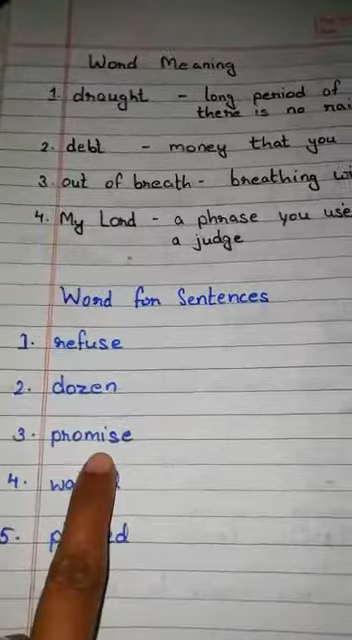 Word Meaning
1. drought - long period of
there is no
2. debt - money that you
3. out of breath - breathing
4. My Lord - a phrase you use
a judge
Word for Sentences
1. refuse
2. dozen
3. promise
4.
5.